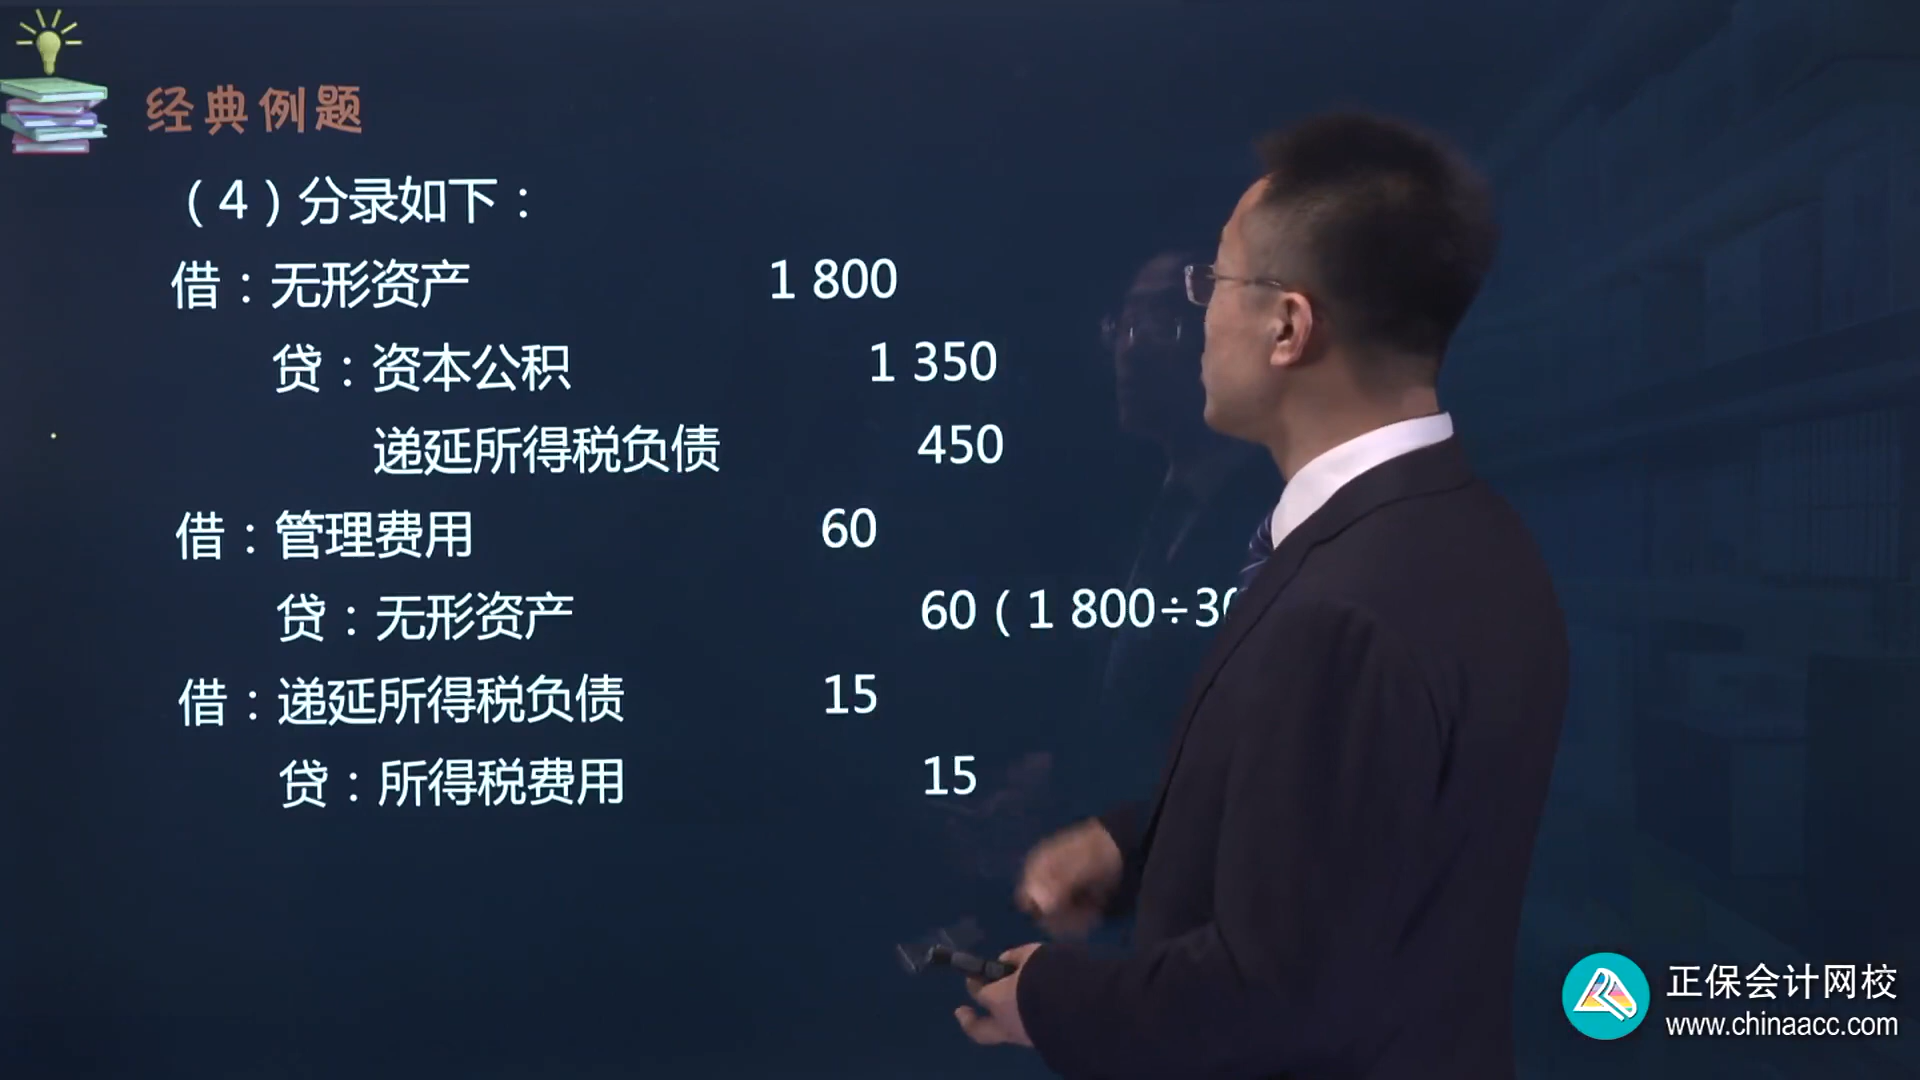 经典例题
（4）分录如下：
借：无形资产 1 800
贷：资本公积 1 350
递延所得税负债 450
借：管理费用 60
贷：无形资产 60（1 800÷30
借：递延所得税负债 15
贷：所得税费用 15
正保会计网校
www.chinaacc.com